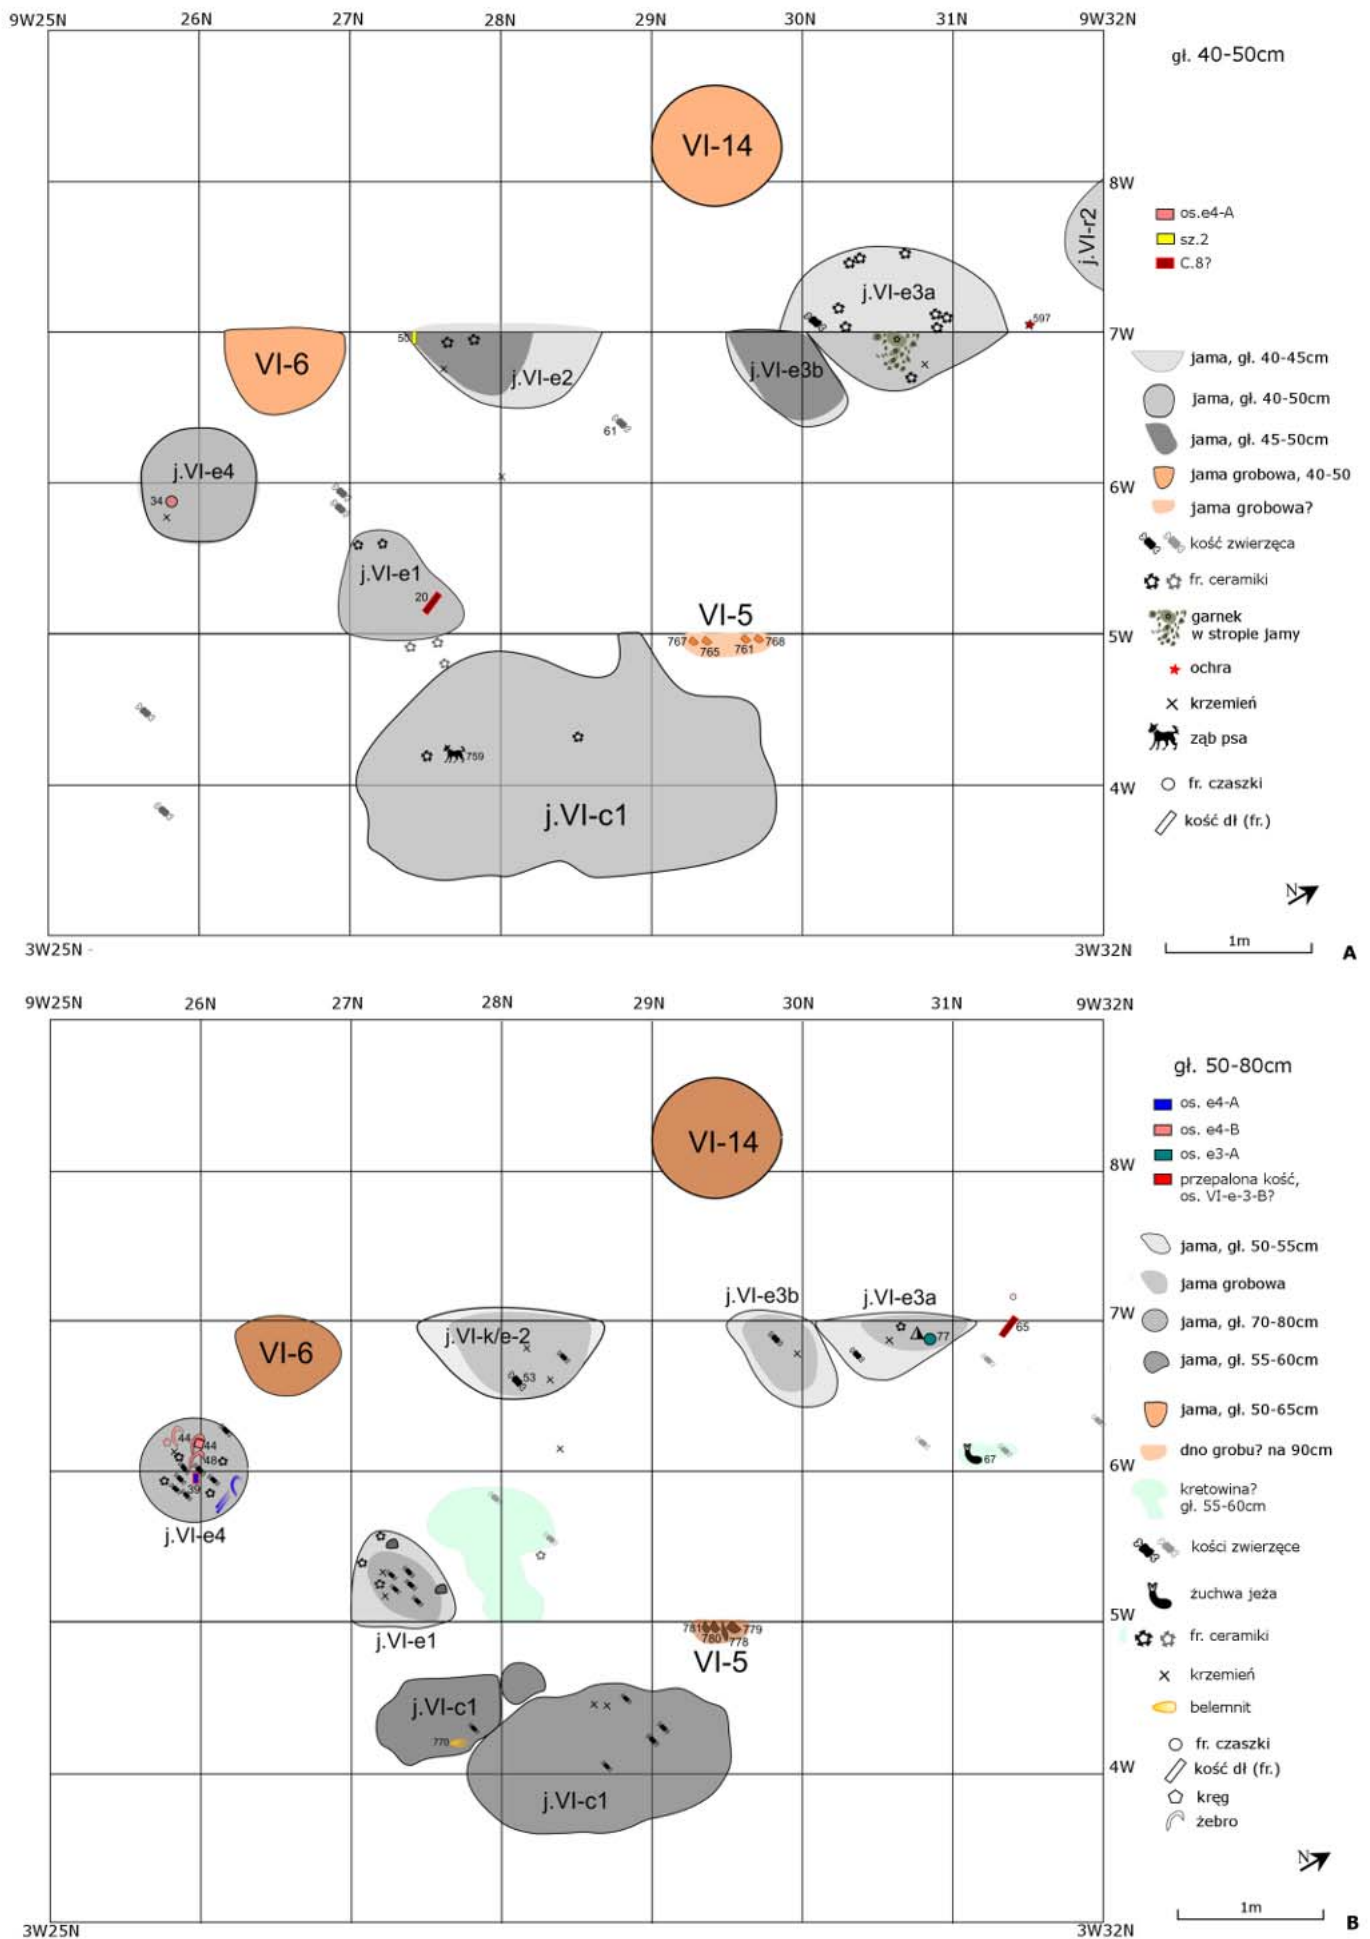 9W25N 26N 27N 28N 29N 30N 31N 9W32N
gł. 40-50cm
VI-14
8W
j.VI-r2
os.e4-A
sz.2
C.8?
j.VI-e3a
597
7W
50
VI-6
j.VI-e2
j.VI-e3b
jama, gł. 40-45cm
jama, gł. 40-50cm
61
jama, gł. 45-50cm
j.VI-e4
jama grobowa, 40-50
6W
34
jama grobowa?
kość zwierzęca
j.VI-e1
fr. ceramiki
20
VI-5
garnek
w stropie jamy
5W
767 765 761 768
ochra
krzemień
759
ząb psa
4W
fr. czaszki
j.VI-c1
kość dł (fr.)
N
1m
3W25N
3W32N
A
9W25N 26N 27N 28N 29N 30N 31N 9W32N
gł. 50-80cm
os. e4-A
os. e4-B
VI-14
os. e3-A
8W
przepalona kość,
os. VI-e-3-B?
jama, gł. 50-55cm
jama grobowa
j.VI-e3b
j.VI-e3a
7W
jama, gł. 70-80cm
65
j.VI-k/e-2
77
VI-6
jama, gł. 55-60cm
53
jama, gł. 50-65cm
44
44
dno grobu? na 90cm
48
67
6W
39
kretowina?
gł. 55-60cm
j.VI-e4
kości zwierzęce
żuchwa jeża
5W
781 780 778 779
j.VI-e1
fr. ceramiki
VI-5
krzemień
j.VI-c1
belemnit
770
fr. czaszki
4W
kość dł (fr.)
j.VI-c1
kręg
żebro
N
1m
3W25N
3W32N
B